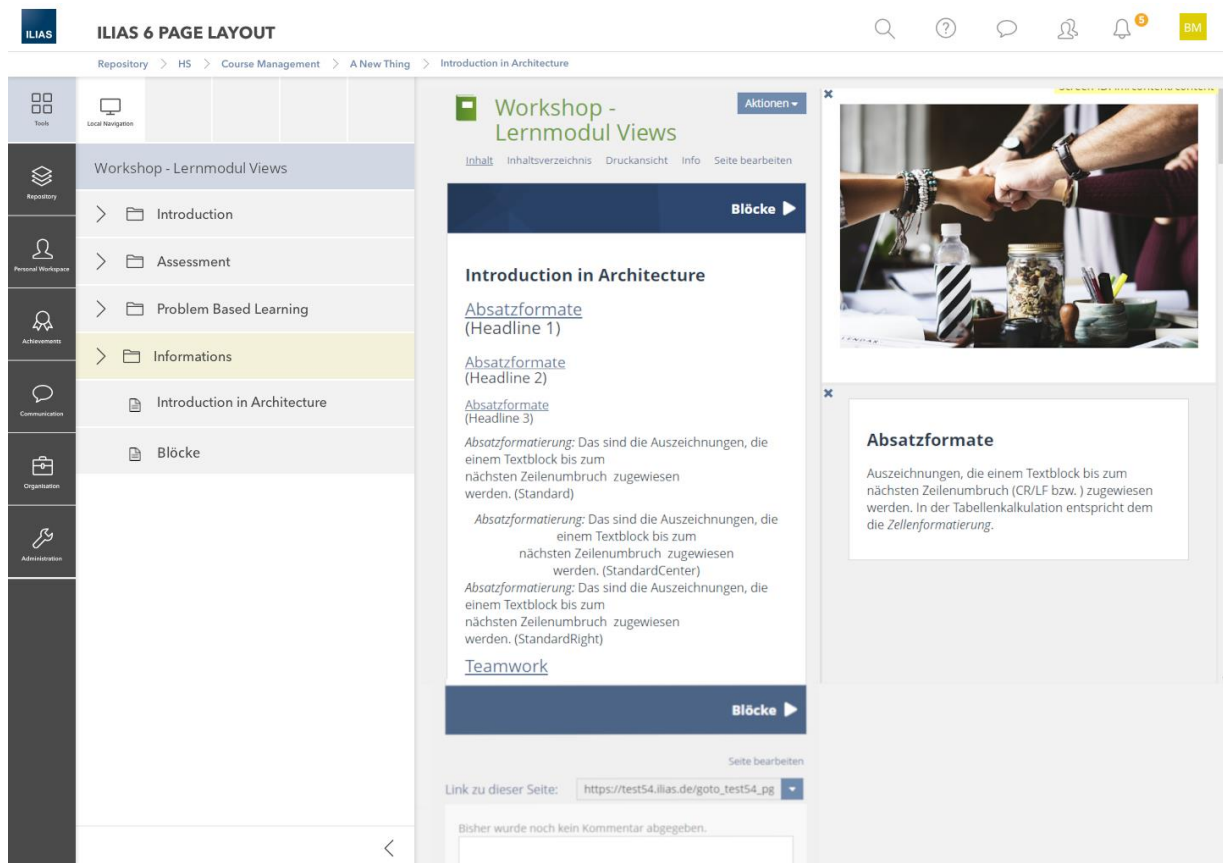 ILIAS
ILIAS 6 PAGE LAYOUT
5
BM
Repository > HS > Course Management > A New Thing > Introduction in Architecture
Tools
Repository
Personal Workspace
Achievements
Communication
Organisation
Administration
Local Navigation
Workshop - Lernmodul Views
Introduction
Assessment
Problem Based Learning
Informations
Introduction in Architecture
Blöcke
Workshop -
Lernmodul Views
Aktionen
Inhalt Inhaltsverzeichnis Druckansicht Info Seite bearbeiten
Blöcke
Introduction in Architecture
Absatzformate
(Headline 1)
Absatzformate
(Headline 2)
Absatzformate
(Headline 3)
Absatzformatierung: Das sind die Auszeichnungen, die
einem Textblock bis zum
nächsten Zeilenumbruch zugewiesen
werden. (Standard)
Absatzformatierung: Das sind die Auszeichnungen, die
einem Textblock bis zum
nächsten Zeilenumbruch zugewiesen
werden. (StandardCenter)
Absatzformatierung: Das sind die Auszeichnungen, die
einem Textblock bis zum
nächsten Zeilenumbruch zugewiesen
werden. (StandardRight)
Teamwork
Blöcke
Seite bearbeiten
Link zu dieser Seite: https://test54.ilias.de/goto_test54_pg
Bisher wurde noch kein Kommentar abgegeben.
Absatzformate
Auszeichnungen, die einem Textblock bis zum
nächsten Zeilenumbruch (CR/LF bzw. ) zugewiesen
werden. In der Tabellenkalkulation entspricht dem
die Zellenformatierung.